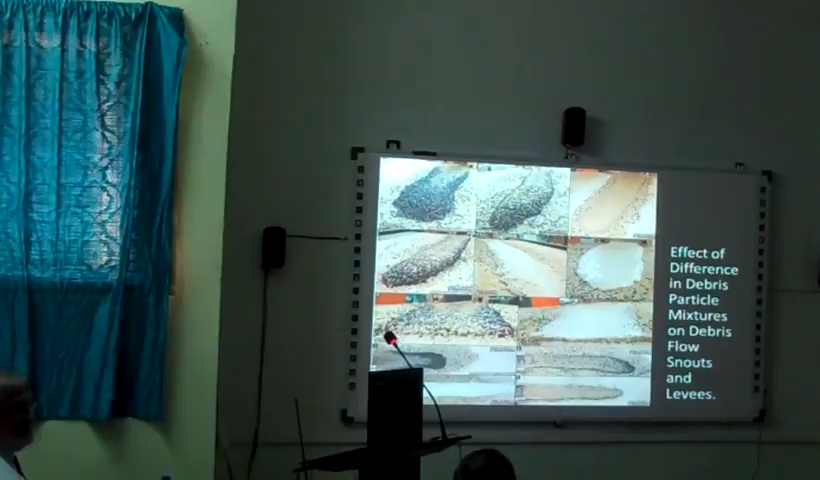 Effect of
Difference
in Debris
Particle
Mixtures
on Debris
Flow
Snouts
and
Levees.